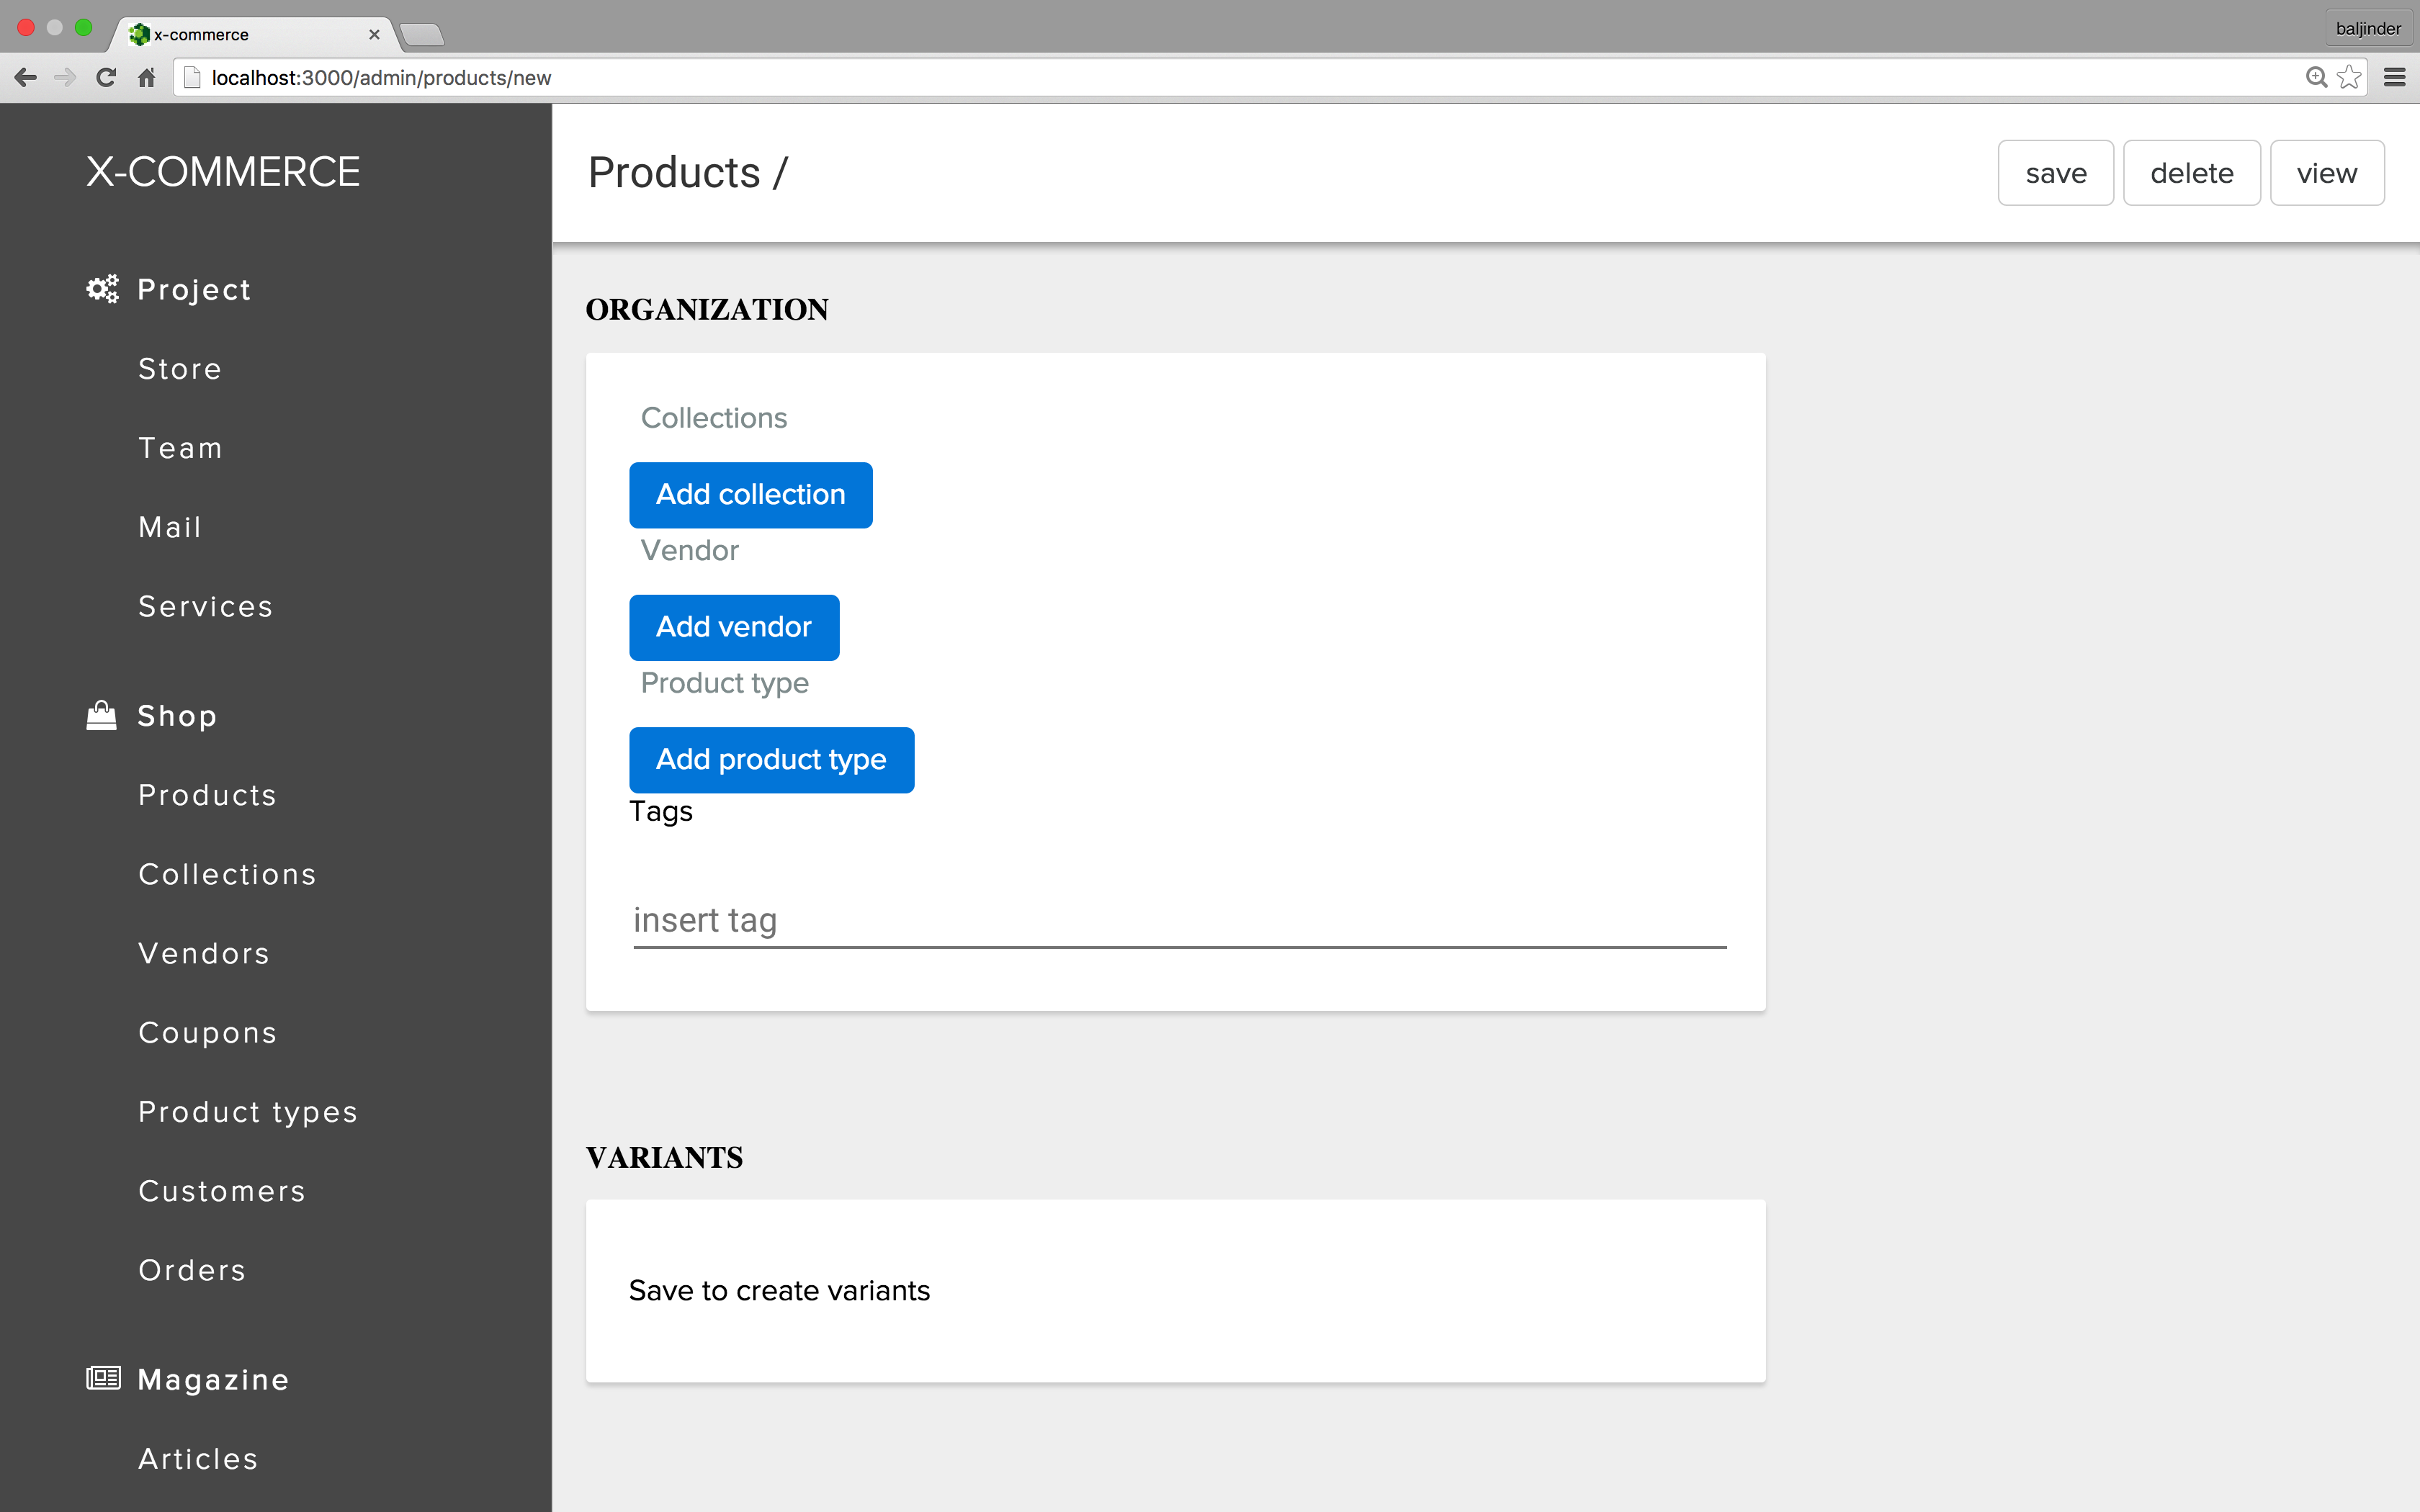 x-commerce
baljinder
localhost:3000/admin/products/new
X-COMMERCE
Project
Store
Team
Mail
Services
Shop
Products
Collections
Vendors
Coupons
Product types
Customers
Orders
Magazine
Articles
Products /
save
delete
view
ORGANIZATION
Collections
Add collection
Vendor
Add vendor
Product type
Add product type
Tags
insert tag
VARIANTS
Save to create variants